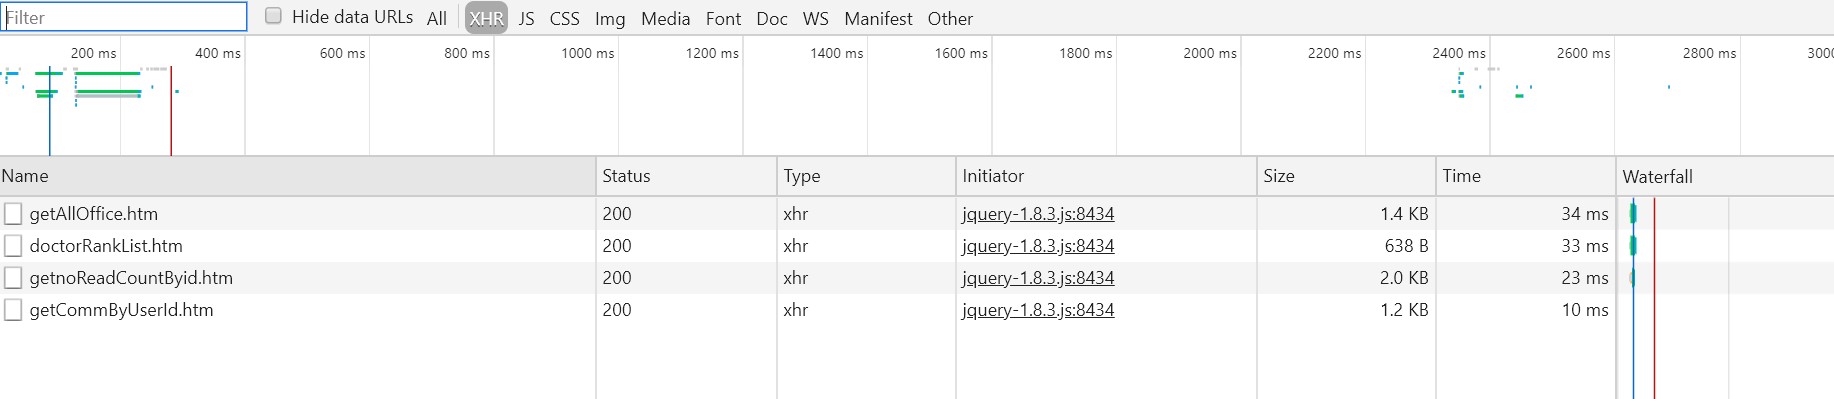 Filter Hide data URLs All XHR JS CSS Img Media Font Doc WS Manifest Other
200 ms 400 ms 600 ms 800 ms 1000 ms 1200 ms 1400 ms 1600 ms 1800 ms 2000 ms 2200 ms 2400 ms 2600 ms 2800 ms 3000
Name Status Type Initiator Size Time Waterfall
getAllOffice.htm 200 xhr jquery-1.8.3.js:8434 1.4 KB 34 ms
doctorRankList.htm 200 xhr jquery-1.8.3.js:8434 638 B 33 ms
getnoReadCountByid.htm 200 xhr jquery-1.8.3.js:8434 2.0 KB 23 ms
getCommByUserId.htm 200 xhr jquery-1.8.3.js:8434 1.2 KB 10 ms